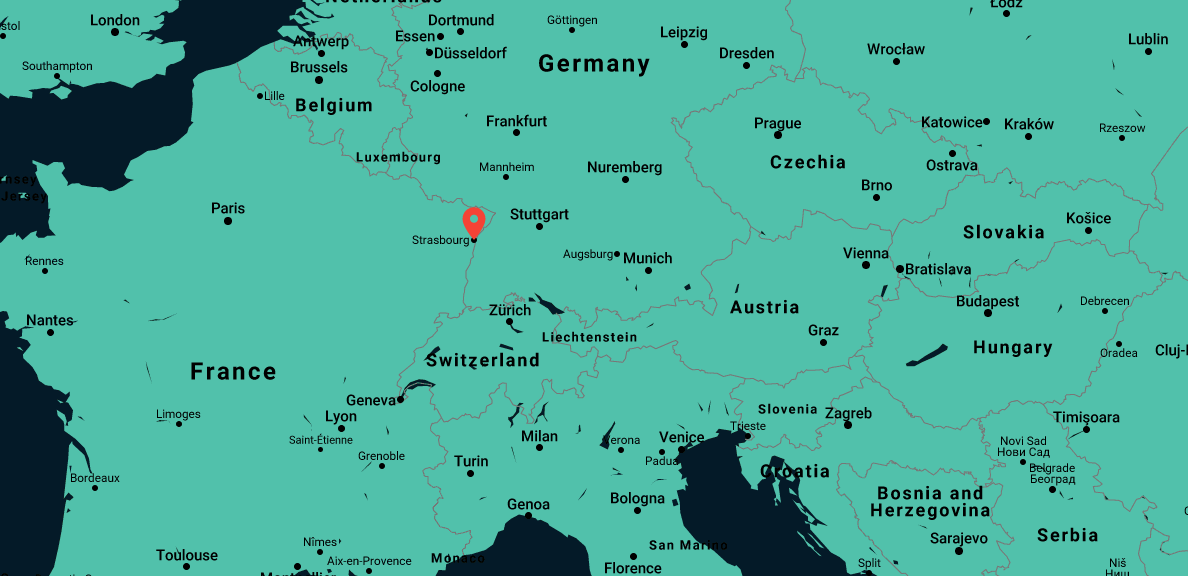 Netherlands
Łódź
London
Dortmund
Göttingen
Essen
Leipzig
stol
Antwerp
Düsseldorf
Dresden
Wrocław
Lublin
Southampton
Brussels
Germany
Cologne
Lille
Belgium
Frankfurt
Prague
Katowice
Kraków
Rzeszow
Luxembourg
Mannheim
Nuremberg
Czechia
Ostrava
nsey
Jersey
Brno
Paris
Stuttgart
Košice
Strasbourg
Slovakia
Rennes
Augsburg
Munich
Vienna
Bratislava
Nantes
Zürich
Austria
Budapest
Debrecen
Liechtenstein
Graz
Hungary
Oradea
Cluj-
France
Switzerland
Geneva
Limoges
Lyon
Slovenia
Zagreb
Timișoara
Saint-Étienne
Milan
Verona
Venice
Trieste
Novi Sad
Нови Сад
Grenoble
Turin
Padua
Croatia
Belgrade
Београд
Bordeaux
Bologna
Bosnia and
Herzegovina
Genoa
Serbia
Nîmes
San Marino
Sarajevo
Toulouse
Aix-en-Provence
Monaco
Florence
Split
Niš
Ниш
Montpellier